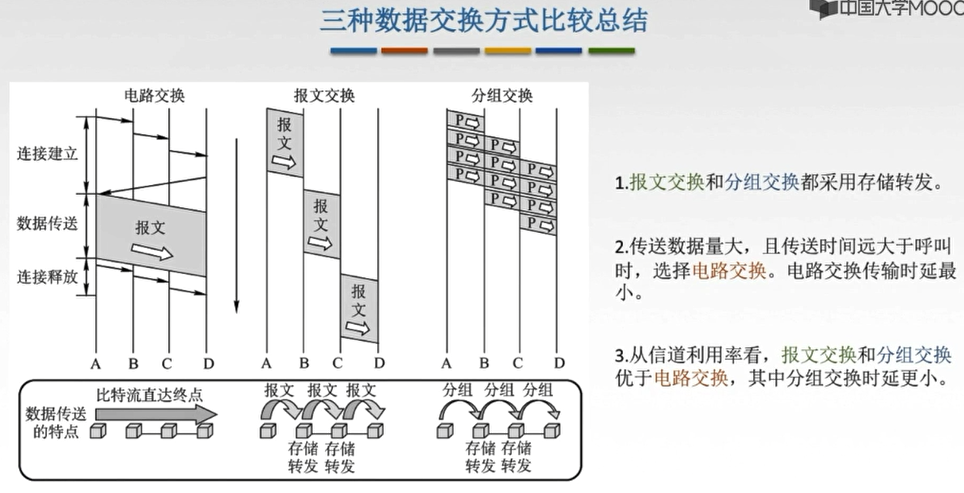 中国大学MOOC
三种数据交换方式比较总结
电路交换
报文交换
分组交换
连接建立
数据传送
连接释放
报文
报
文
报
文
报
文
P
P P
P P P
P P P
P P
P
A B C D
A B C D
A B C D
数据传送
的特点
比特流直达终点
报文 报文 报文
存储 存储
转发 转发
分组 分组 分组
存储 存储
转发 转发
1.报文交换和分组交换都采用存储转发。
2.传送数据量大，且传送时间远大于呼叫
时，选择电路交换。电路交换传输时延最
小。
3.从信道利用率看，报文交换和分组交换
优于电路交换，其中分组交换时延更小。